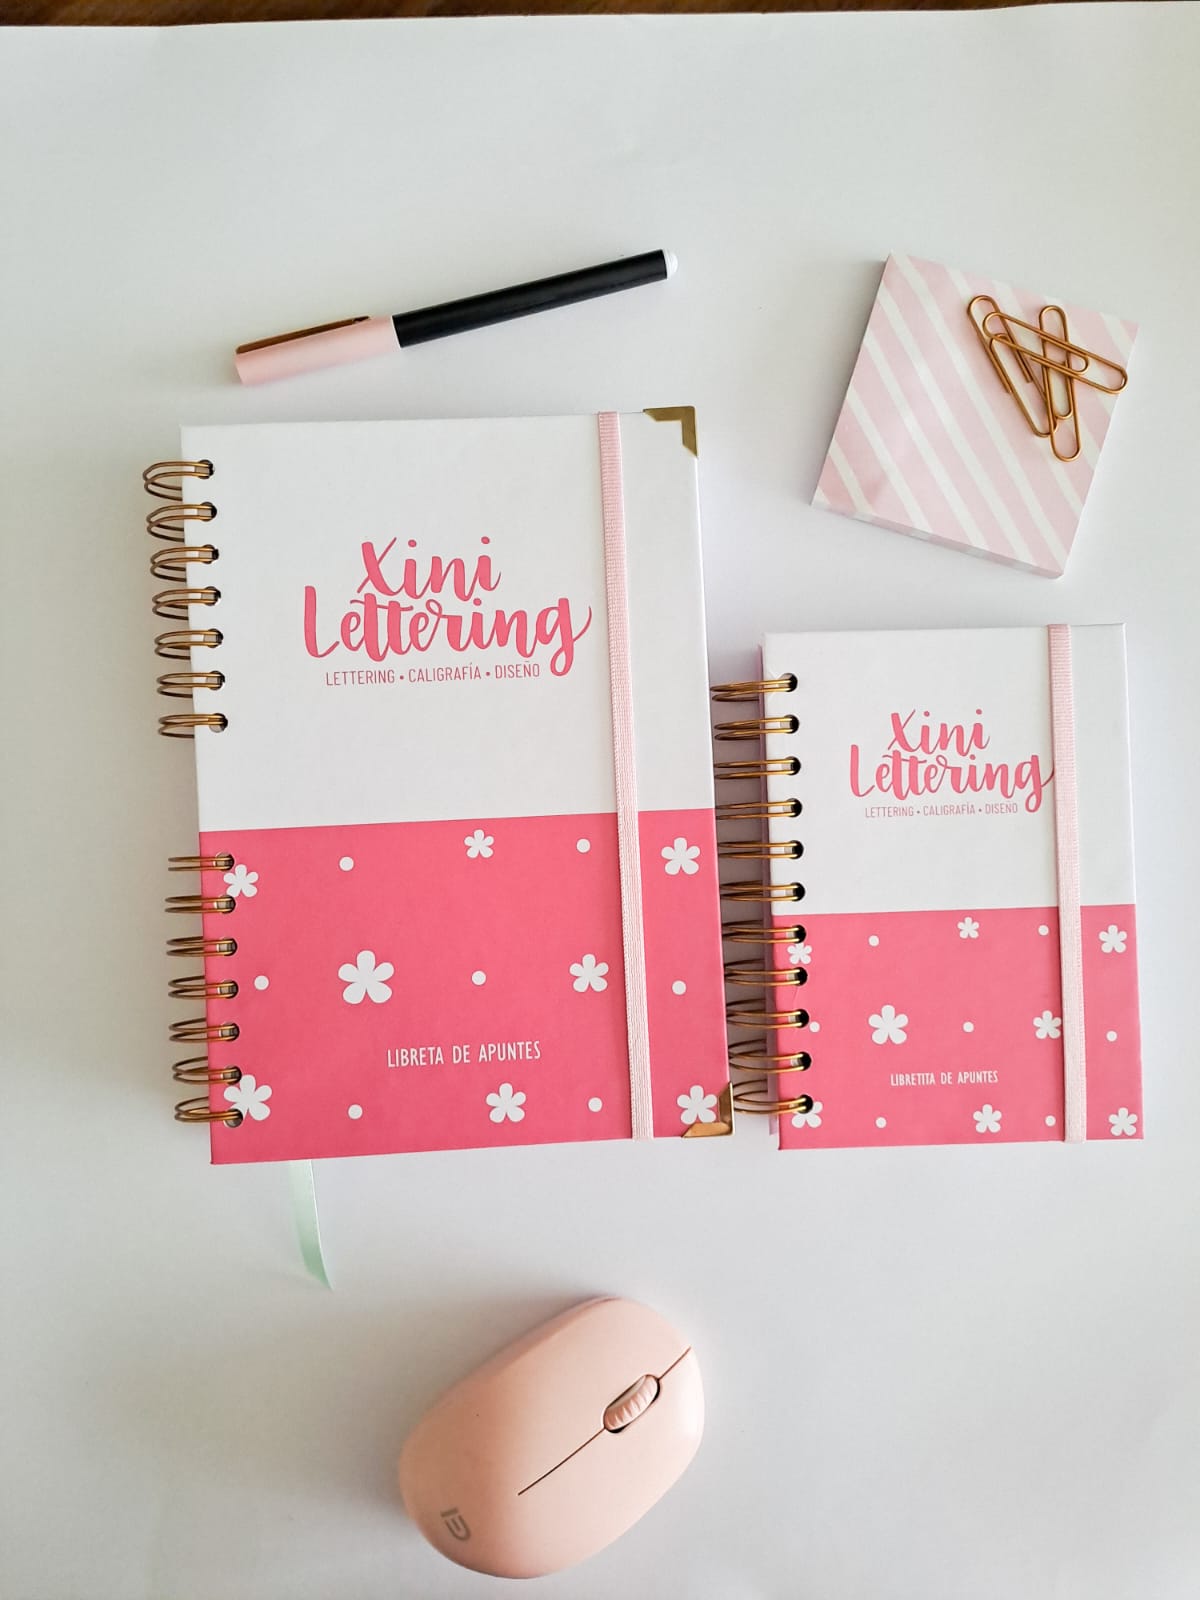 Xini
Lettering
LETTERING • CALIGRAFÍA • DISEÑO
LIBRETA DE APUNTES
Xini
Lettering
LETTERING • CALIGRAFÍA • DISEÑO
LIBRETITA DE APUNTES